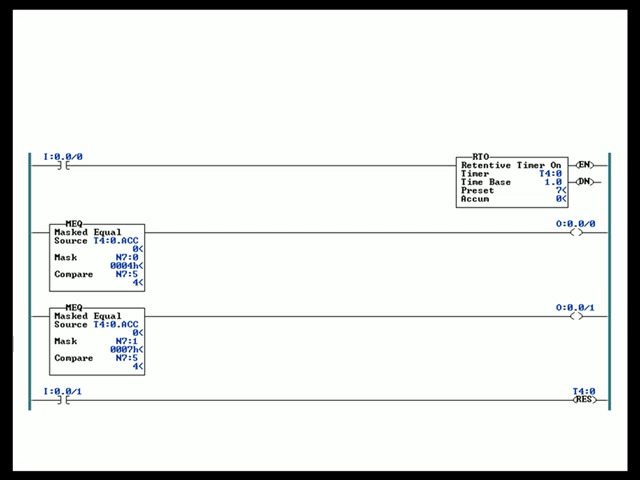 I:0.0/0
RTO
Retentive Timer On
EN
Timer T4:0
Time Base 1.0
DN
Preset 7<
Accum 0<
MEQ
Masked Equal
Source T4:0.ACC
0<
Mask N7:0
0004h<
Compare N7:5
4<
O:0.0/0
MEQ
Masked Equal
Source T4:0.ACC
0<
Mask N7:1
0007h<
Compare N7:5
4<
O:0.0/1
I:0.0/1
T4:0
RES